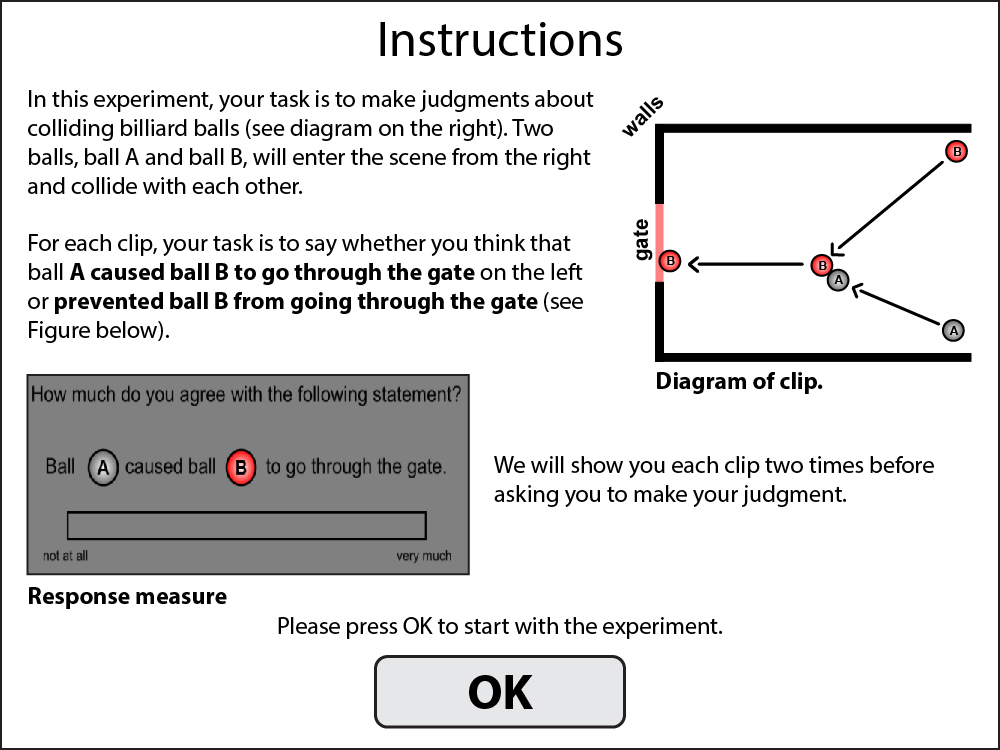 Instructions
In this experiment, your task is to make judgments about
colliding billiard balls (see diagram on the right). Two
balls, ball A and ball B, will enter the scene from the right
and collide with each other.
For each clip, your task is to say whether you think that
ball A caused ball B to go through the gate on the left
or prevented ball B from going through the gate (see
Figure below).
walls
gate
B
B
B
A
A
Diagram of clip.
How much do you agree with the following statement?
Ball A caused ball B to go through the gate.
not at all very much
Response measure
We will show you each clip two times before
asking you to make your judgment.
Please press OK to start with the experiment.
OK